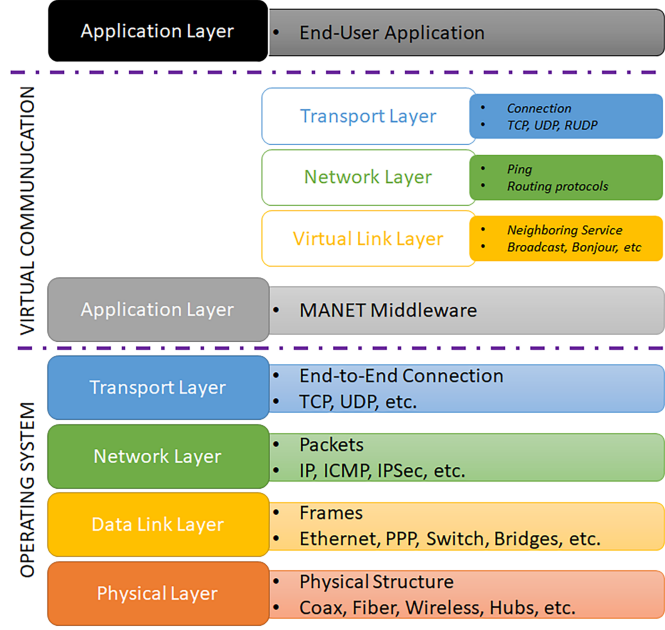 Application Layer
• End-User Application
VIRTUAL COMMUNUCATION
Transport Layer
• Connection
• TCP, UDP, RUDP
Network Layer
• Ping
• Routing protocols
Virtual Link Layer
• Neighboring Service
• Broadcast, Bonjour, etc
Application Layer
• MANET Middleware
OPERATING SYSTEM
Transport Layer
• End-to-End Connection
• TCP, UDP, etc.
Network Layer
• Packets
• IP, ICMP, IPSec, etc.
Data Link Layer
• Frames
• Ethernet, PPP, Switch, Bridges, etc.
Physical Layer
• Physical Structure
• Coax, Fiber, Wireless, Hubs, etc.